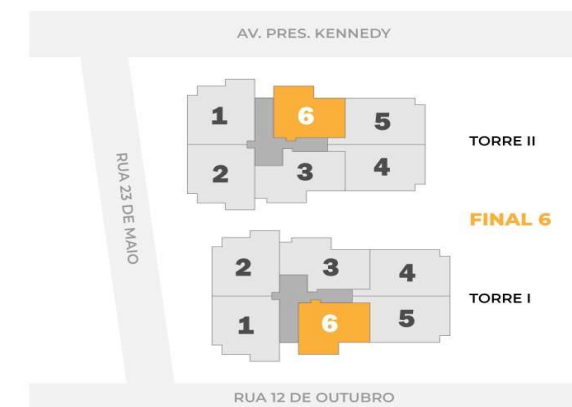 AV. PRES. KENNEDY
RUA 23 DE MAIO
1
6
5
TORRE II
2
3
4
FINAL 6
2
3
4
TORRE I
1
6
5
RUA 12 DE OUTUBRO